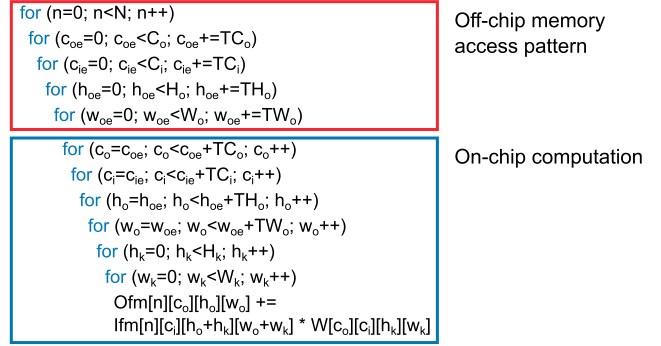 for (n=0; n<N; n++)
for (cₒₑ=0; cₒₑ<Cₒ; cₒₑ+=TCₒ)
for (cᵢₑ=0; cᵢₑ<Cᵢ; cᵢₑ+=TCᵢ)
for (hₒₑ=0; hₒₑ<Hₒ; hₒₑ+=THₒ)
for (wₒₑ=0; wₒₑ<Wₒ; wₒₑ+=TWₒ)
Off-chip memory
access pattern
for (cₒ=cₒₑ; cₒ<cₒₑ+TCₒ; cₒ++)
for (cᵢ=cᵢₑ; cᵢ<cᵢₑ+TCᵢ; cᵢ++)
for (hₒ=hₒₑ; hₒ<hₒₑ+THₒ; hₒ++)
for (wₒ=wₒₑ; wₒ<wₒₑ+TWₒ; wₒ++)
for (hₖ=0; hₖ<Hₖ; hₖ++)
for (wₖ=0; wₖ<Wₖ; wₖ++)
Ofm[n][cₒ][hₒ][wₒ] +=
Ifm[n][cᵢ][hₒ+hₖ][wₒ+wₖ] * W[cₒ][cᵢ][hₖ][wₖ]
On-chip computation